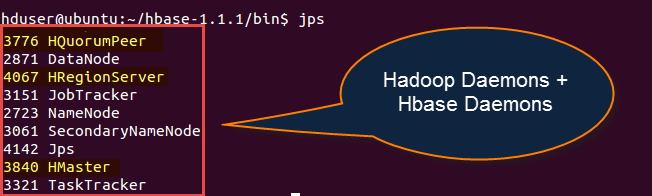 hduser@ubuntu:~/hbase-1.1.1/bin$ jps
3776 HQuorumPeer
2871 DataNode
4067 HRegionServer
3151 JobTracker
2723 NameNode
3061 SecondaryNameNode
4142 Jps
3840 HMaster
3321 TaskTracker
Hadoop Daemons +
Hbase Daemons